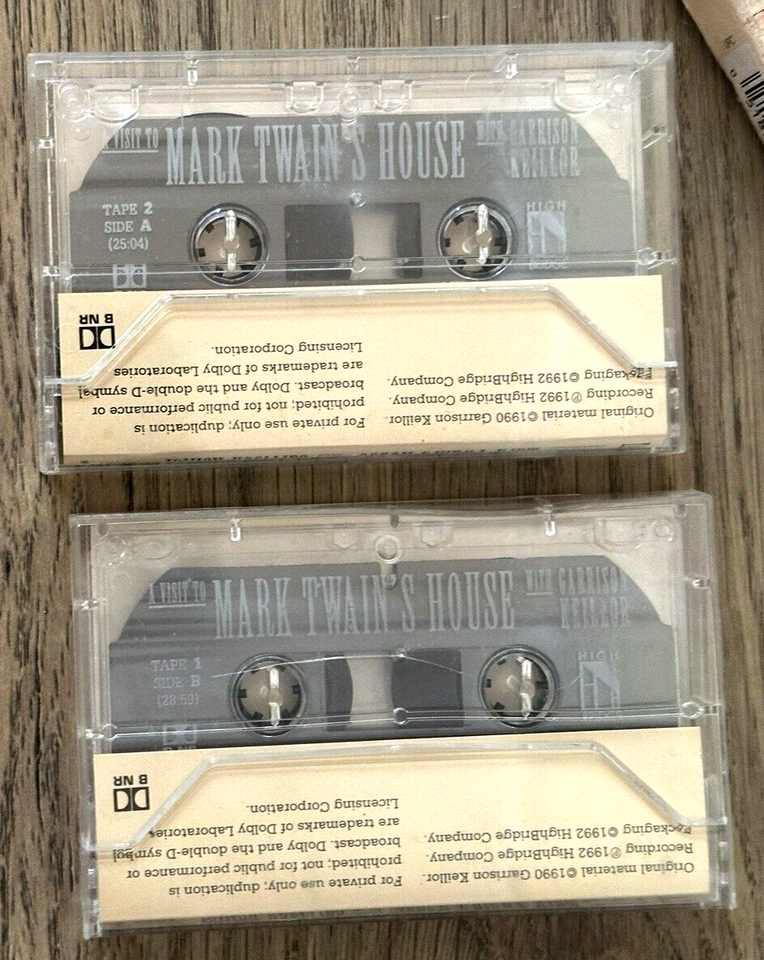 A VISIT TO MARK TWAIN'S HOUSE WITH GARRISON
KEILLOR
TAPE 2
SIDE A
(25:04)
HIGH
BRIDGE
B NR
For private use only; duplication is
prohibited; not for public performance or
broadcast. Dolby and the double-D symbol
are trademarks of Dolby Laboratories
Licensing Corporation.
Original material ©1990 Garrison Keillor.
Recording ℗1992 HighBridge Company.
Packaging ©1992 HighBridge Company.
A VISIT TO MARK TWAIN'S HOUSE WITH GARRISON
KEILLOR
TAPE 1
SIDE B
(28:59)
HIGH
B NR
B NR
For private use only; duplication is
prohibited; not for public performance or
broadcast. Dolby and the double-D symbol
are trademarks of Dolby Laboratories
Licensing Corporation.
Original material ©1990 Garrison Keillor.
Recording ℗1992 HighBridge Company.
Packaging ©1992 HighBridge Company.